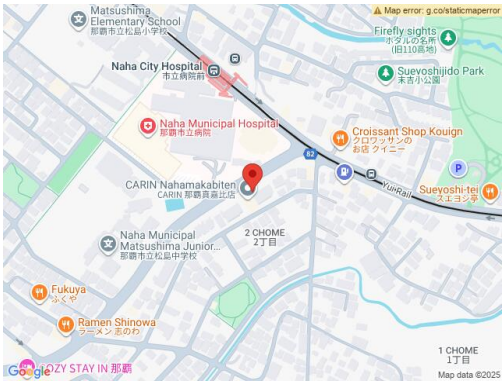 Matsushima
Elementary School
那覇市立松島小学校
Map error: g.co/staticmaperror
Firefly sights
ホタルの名所
(旧110高地)
Naha City Hospital
市立病院前
Sueyoshijido Park
末吉小公園
Naha Municipal Hospital
那覇市立病院
Croissant Shop Kouign
クロワッサンの
お店 クイニー
82
P
Yui Rail
CARIN Nahamakabiten
CARIN 那覇真嘉比店
Sueyoshi-tei
スエヨシ亭
Naha Municipal
Matsushima Junior...
那覇市立松島中学校
2 CHOME
2丁目
Fukuya
ふくや
Ramen Shinowa
ラーメン 志のわ
1 CHOME
1丁目
Google
OZY STAY IN 那覇
Map data ©2025